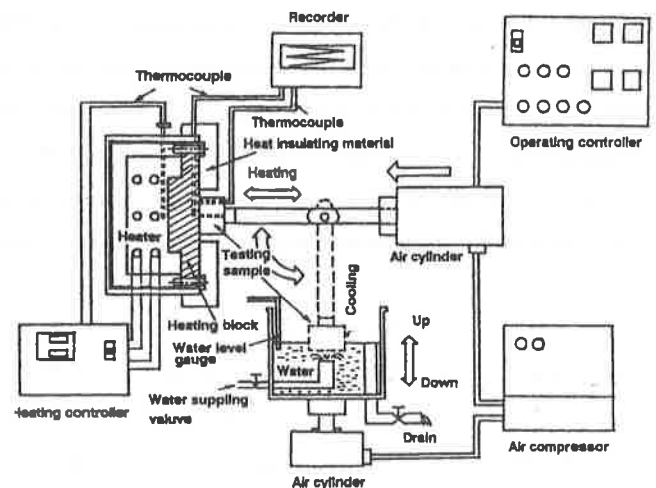 Recorder
Thermocouple
Thermocouple
Operating controller
Heat insulating material
Heating
Heater
Testing
sample
Air cylinder
Cooling
Heating block
Water level
gauge
Up
Water
Down
Heating controller
Water suppling
valuve
Drain
Air compressor
Air cylinder